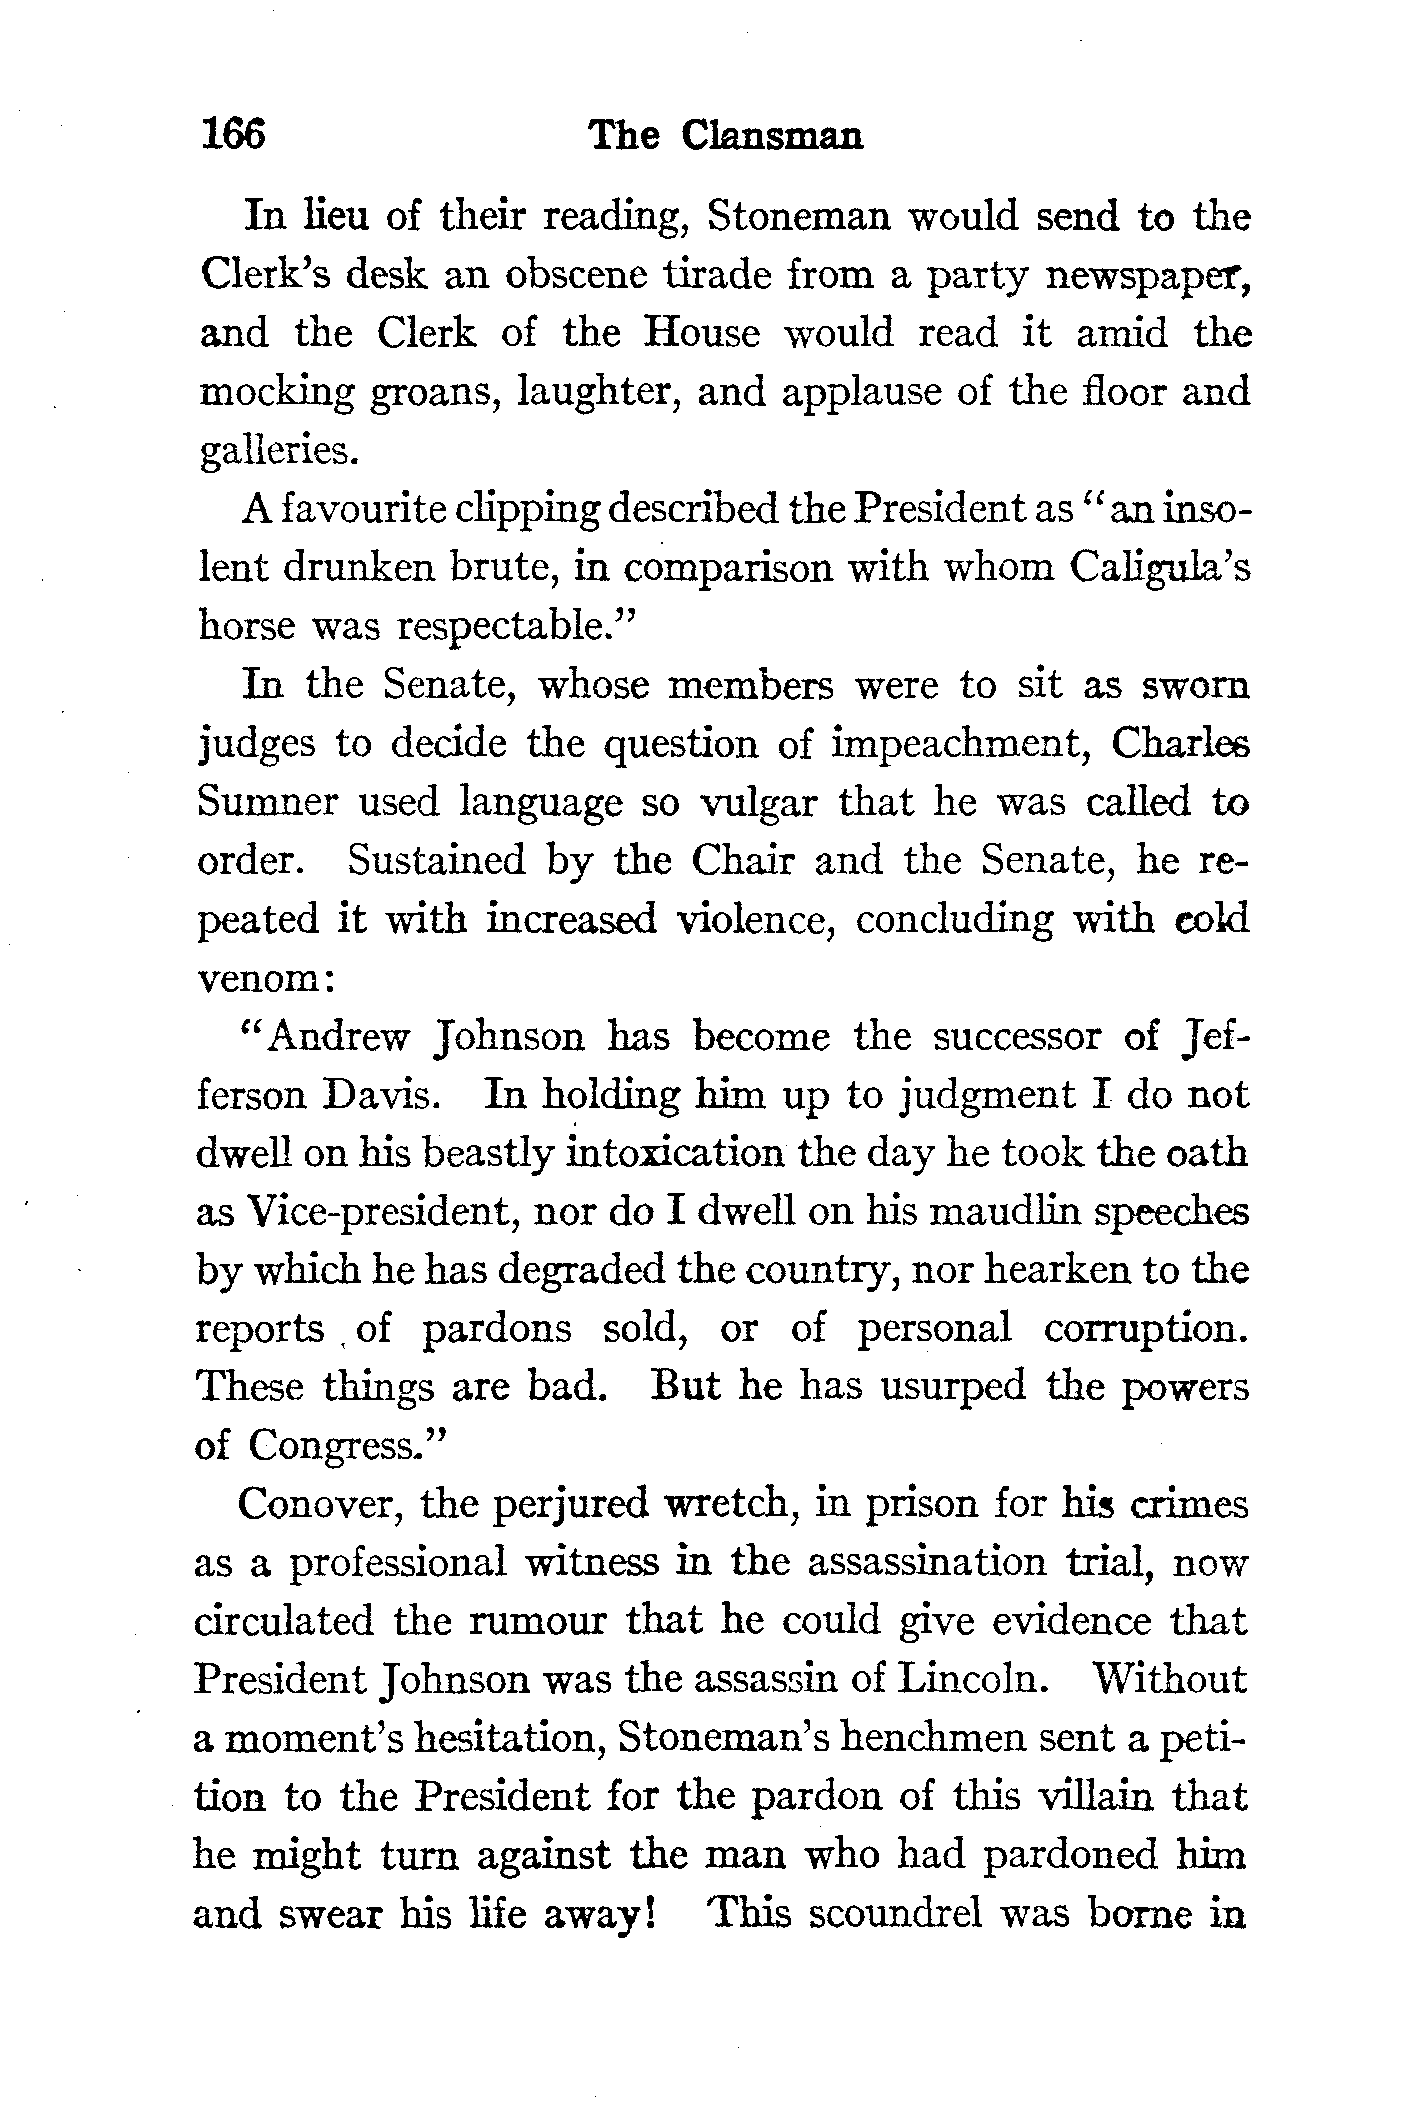 166 The Clansman
In lieu of their reading, Stoneman would send to the
Clerk's desk an obscene tirade from a party newspaper,
and the Clerk of the House would read it amid the
mocking groans, laughter, and applause of the floor and
galleries.
A favourite clipping described the President as "an inso-
lent drunken brute, in comparison with whom Caligula's
horse was respectable."
In the Senate, whose members were to sit as sworn
judges to decide the question of impeachment, Charles
Sumner used language so vulgar that he was called to
order. Sustained by the Chair and the Senate, he re-
peated it with increased violence, concluding with cold
venom:
"Andrew Johnson has become the successor of Jef-
ferson Davis. In holding him up to judgment I do not
dwell on his beastly intoxication the day he took the oath
as Vice-president, nor do I dwell on his maudlin speeches
by which he has degraded the country, nor hearken to the
reports of pardons sold, or of personal corruption.
These things are bad. But he has usurped the powers
of Congress."
Conover, the perjured wretch, in prison for his crimes
as a professional witness in the assassination trial, now
circulated the rumour that he could give evidence that
President Johnson was the assassin of Lincoln. Without
a moment's hesitation, Stoneman's henchmen sent a peti-
tion to the President for the pardon of this villain that
he might turn against the man who had pardoned him
and swear his life away! This scoundrel was borne in